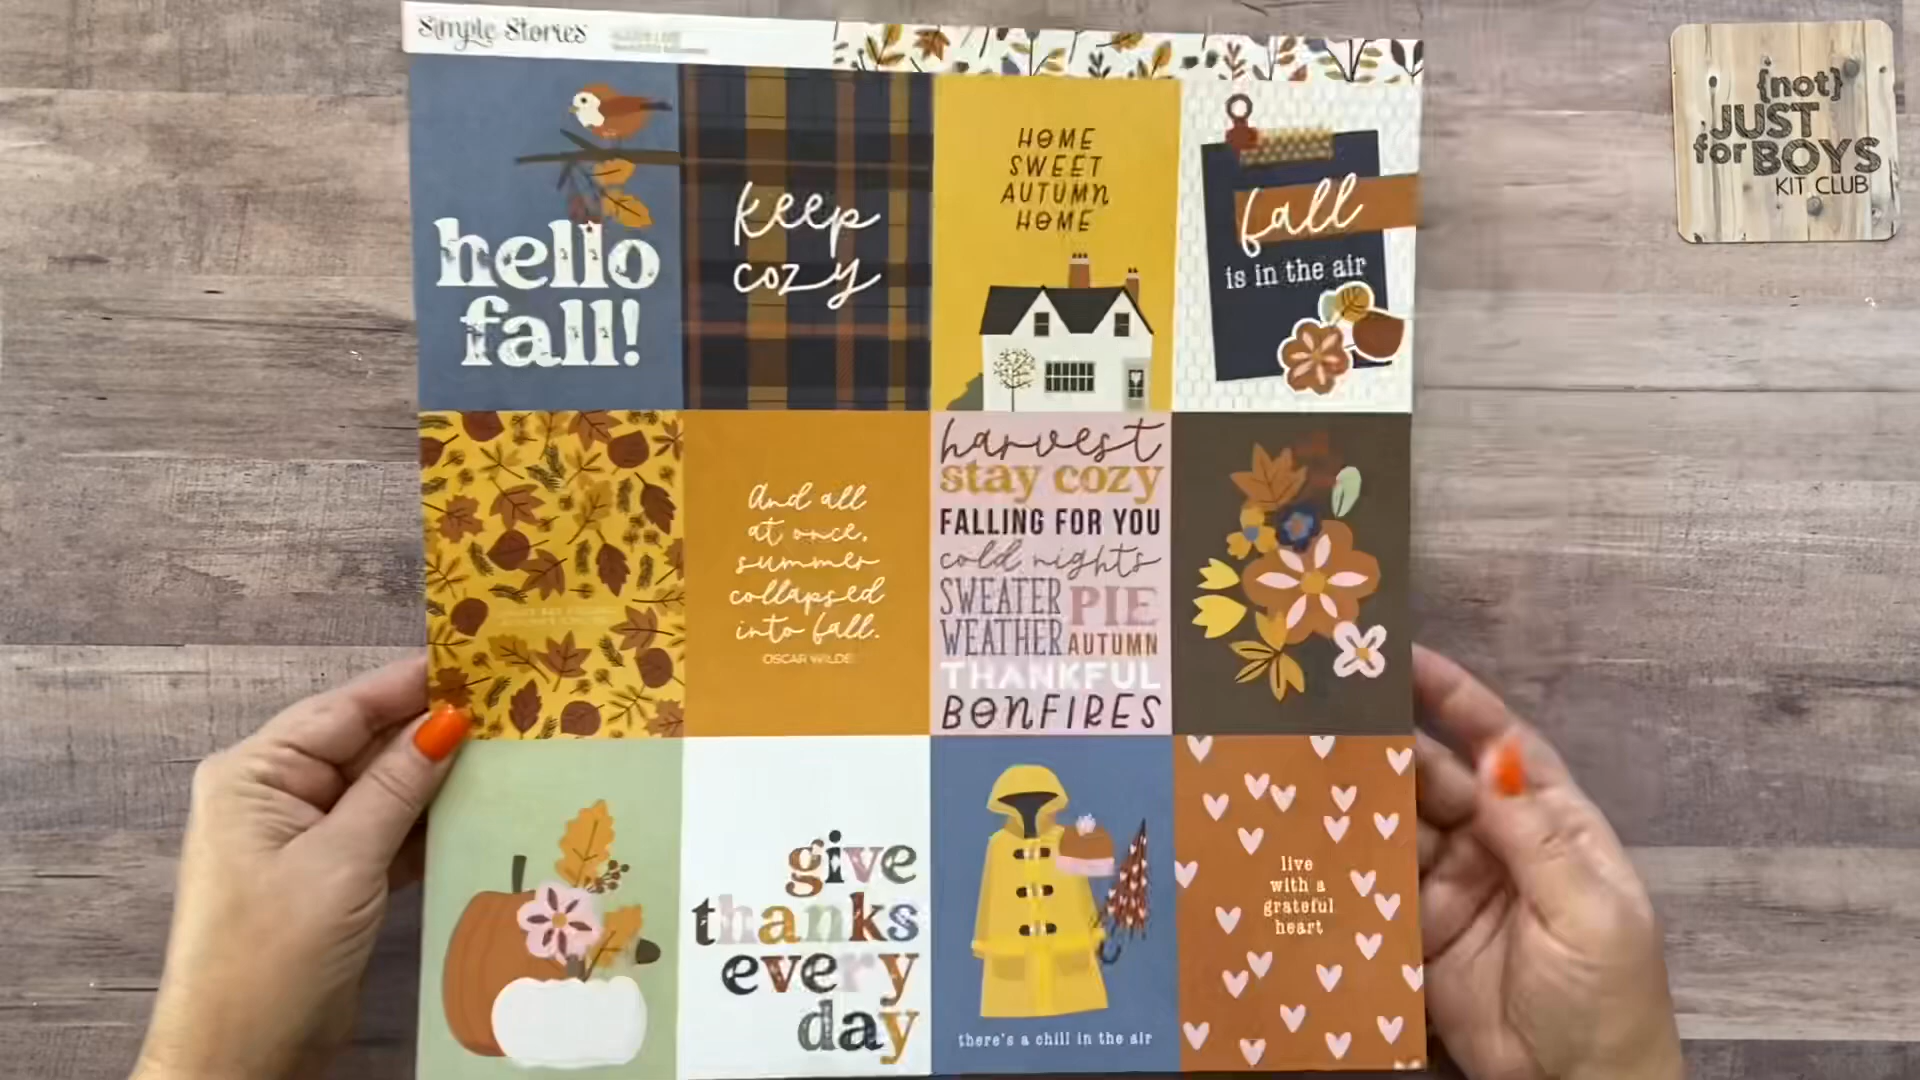 Simple Stories
{not}
JUST
for BOYS
KIT CLUB
hello
fall!
keep
cozy
HOME
SWEET
AUTUMN
HOME
fall
is in the air
And all
at once,
summer
collapsed
into fall.
OSCAR WILDE
harvest
stay cozy
FALLING FOR YOU
cold nights
SWEATER
WEATHER
PIE
AUTUMN
THANKFUL
BONFIRES
give
thanks
every
day
there's a chill in the air
live
with a
grateful
heart